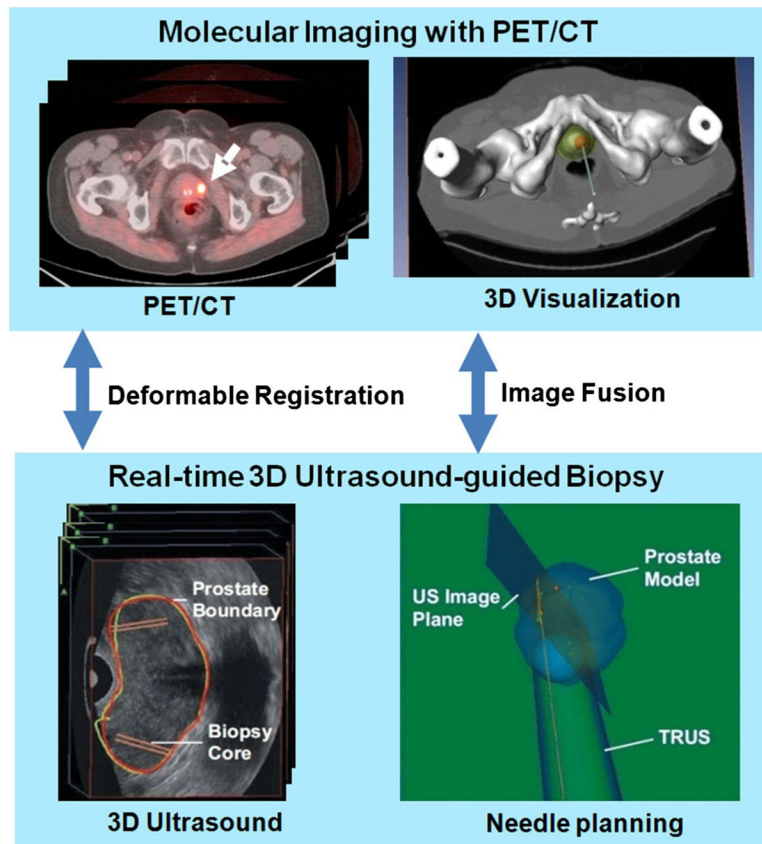 Molecular Imaging with PET/CT
PET/CT
3D Visualization
Deformable Registration
Image Fusion
Real-time 3D Ultrasound-guided Biopsy
Prostate
Boundary
Biopsy
Core
US Image
Plane
Prostate
Model
TRUS
3D Ultrasound
Needle planning